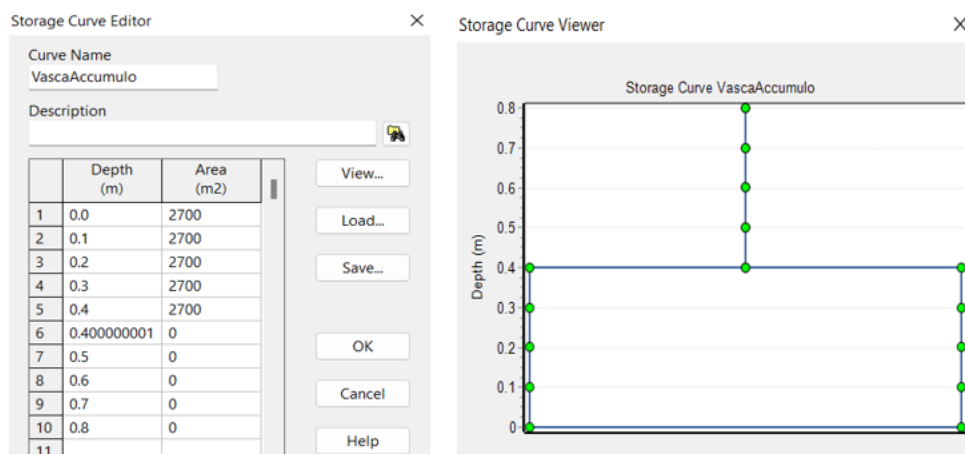 Storage Curve Editor
Curve Name
VascaAccumulo
Description
Depth (m) Area (m2)
1 0.0 2700
2 0.1 2700
3 0.2 2700
4 0.3 2700
5 0.4 2700
6 0.400000001 0
7 0.5 0
8 0.6 0
9 0.7 0
10 0.8 0
11
View...
Load...
Save...
OK
Cancel
Help
Storage Curve Viewer
Storage Curve VascaAccumulo
Depth (m)
0.8
0.7
0.6
0.5
0.4
0.3
0.2
0.1
0